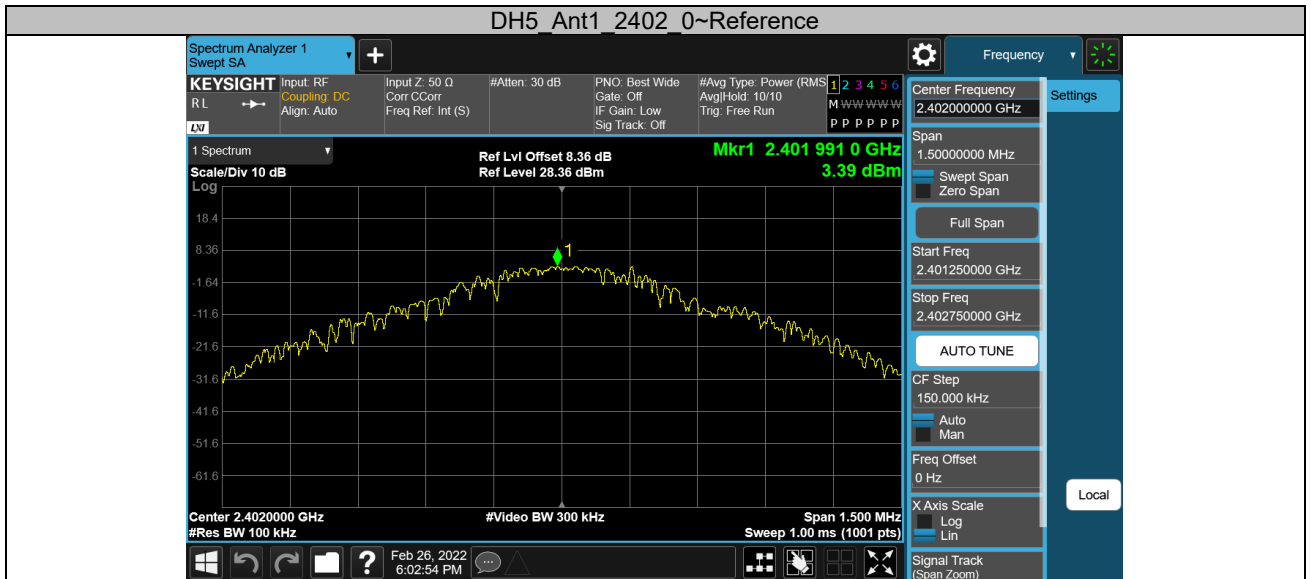 DH5_Ant1_2402_0~Reference
Spectrum Analyzer 1
Swept SA
Frequency
KEYSIGHT
RL
LXI
Input: RF
Coupling: DC
Align: Auto
Input Z: 50 Ω
Corr CCorr
Freq Ref: Int (S)
#Atten: 30 dB
PNO: Best Wide
Gate: Off
IF Gain: Low
Sig Track: Off
#Avg Type: Power (RMS
Avg|Hold: 10/10
Trig: Free Run
1 2 3 4 5 6
M W W W W W
P P P P P P
1 Spectrum
Scale/Div 10 dB
Ref Lvl Offset 8.36 dB
Ref Level 28.36 dBm
Mkr1 2.401 991 0 GHz
3.39 dBm
Log
18.4
8.36
-1.64
-11.6
-21.6
-31.6
-41.6
-51.6
-61.6
1
Center 2.4020000 GHz
#Res BW 100 kHz
#Video BW 300 kHz
Span 1.500 MHz
Sweep 1.00 ms (1001 pts)
Feb 26, 2022
6:02:54 PM
Center Frequency
2.402000000 GHz
Span
1.50000000 MHz
Swept Span
Zero Span
Full Span
Start Freq
2.401250000 GHz
Stop Freq
2.402750000 GHz
AUTO TUNE
CF Step
150.000 kHz
Auto
Man
Freq Offset
0 Hz
X Axis Scale
Log
Lin
Signal Track
(Span Zoom)
Settings
Local